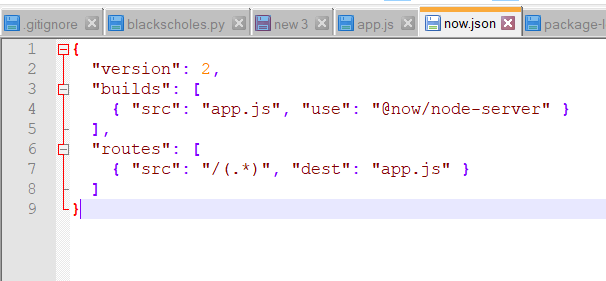 .gitignore blackscholes.py new 3 app.js now.json package-l
1 {
2 "version": 2,
3 "builds": [
4 { "src": "app.js", "use": "@now/node-server" }
5 ],
6 "routes": [
7 { "src": "/(.*)", "dest": "app.js" }
8 ]
9 }